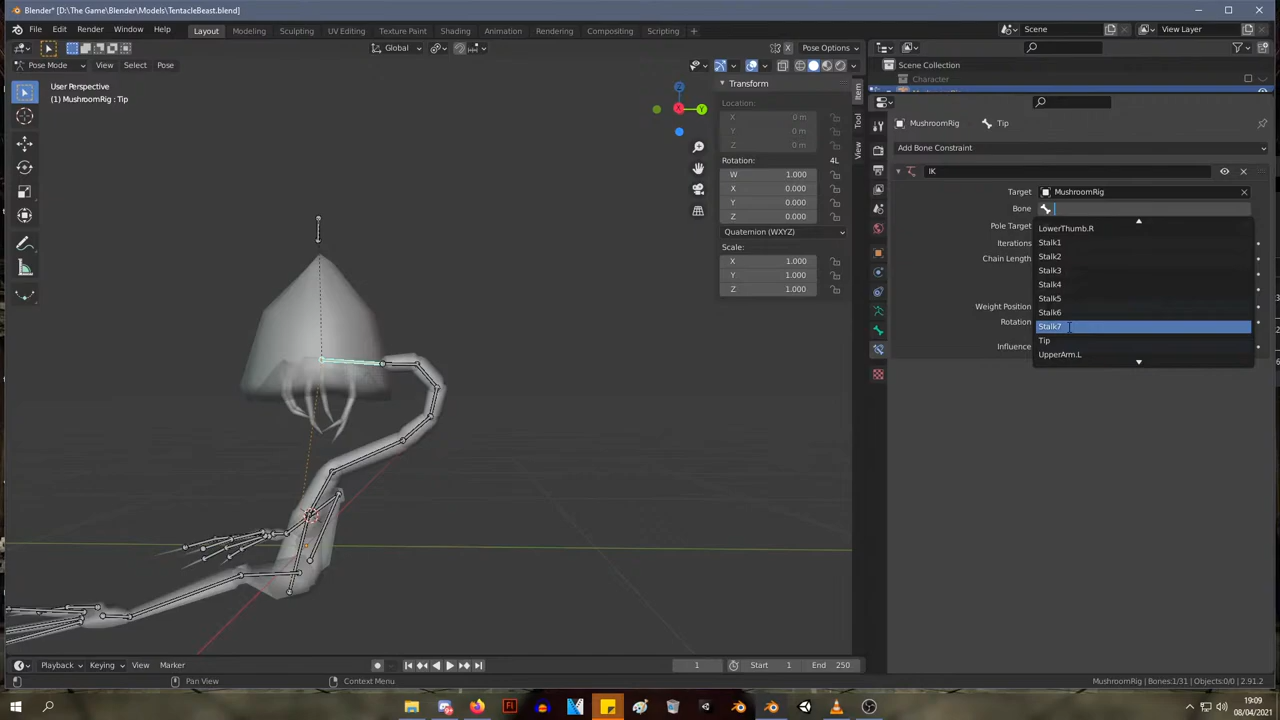 Blender* [D:\The Game\Blender\Models\TentacleBeast.blend]
File Edit Render Window Help Layout Modeling Sculpting UV Editing Texture Paint Shading Animation Rendering Compositing Scripting + Scene View Layer
Global Pose Options
Pose Mode View Select Pose
Scene Collection
Character
User Perspective
(1) MushroomRig : Tip
Transform
Location:
X 0 m
Y 0 m
Z 0 m
Rotation: 4L
W 1.000
X 0.000
Y 0.000
Z 0.000
Quaternion (WXYZ)
Scale:
X 1.000
Y 1.000
Z 1.000
Item
Tool
View
MushroomRig Tip
Add Bone Constraint
IK
Target MushroomRig
Bone
Pole Target
Iterations
Chain Length
Weight Position
Rotation
Influence
LowerThumb.R
Stalk1
Stalk2
Stalk3
Stalk4
Stalk5
Stalk6
Stalk7
Tip
UpperArm.L
Playback Keying View Marker 1 Start 1 End 250
Pan View Context Menu MushroomRig | Bones:1/31 | Objects:0/0 | 2.91.2
19:09
08/04/2021